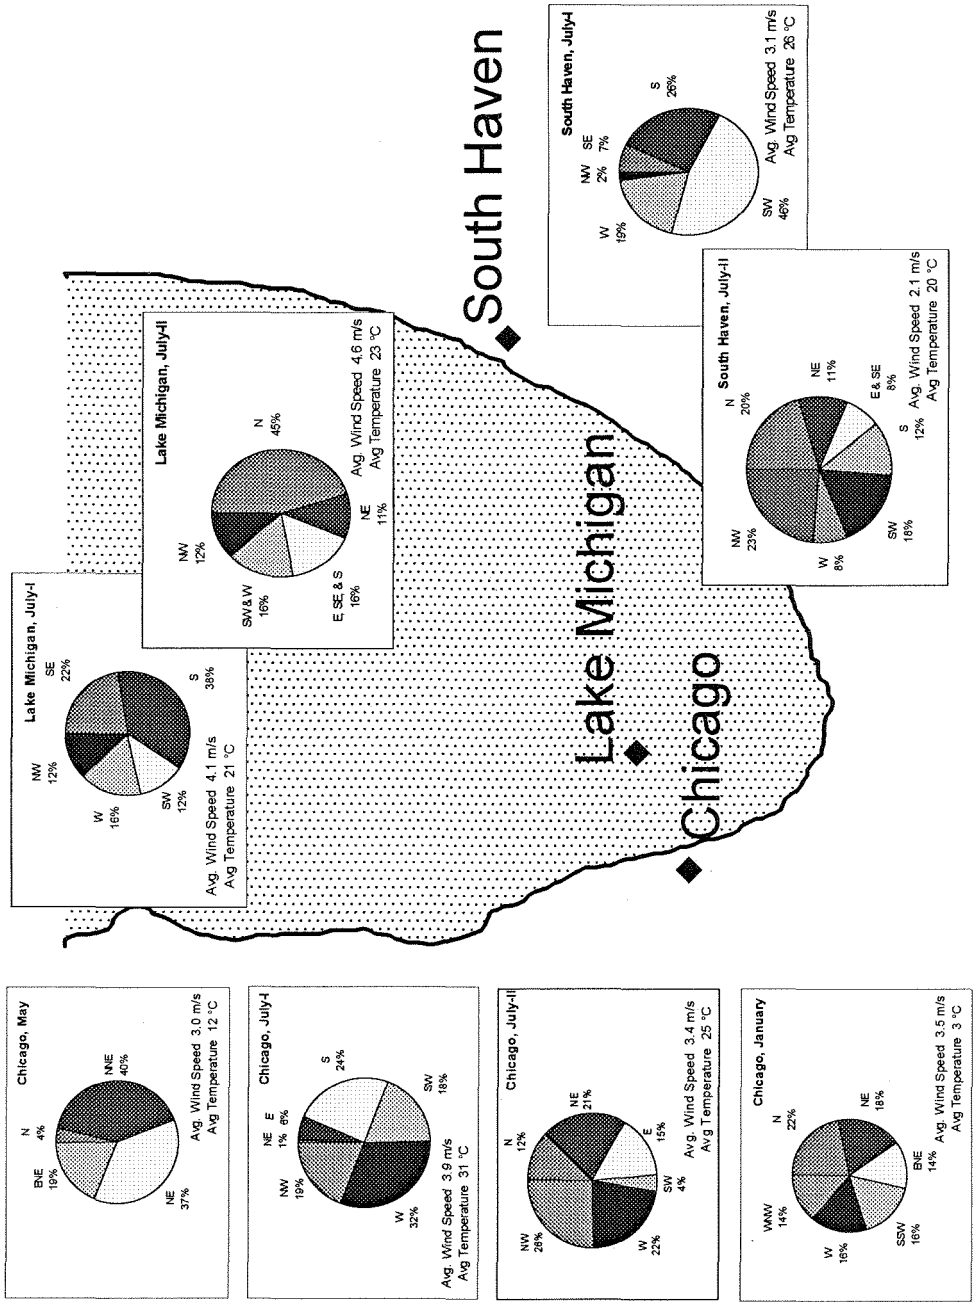 Chicago, May
N
4%
NNE
40%
NE
37%
ENE
19%
Avg. Wind Speed 3.0 m/s
Avg Temperature 12 °C
Chicago, July-I
NE
1%
E
6%
S
24%
SW
18%
W
32%
NW
19%
Avg. Wind Speed 3.9 m/s
Avg Temperature 31 °C
Chicago, July-II
N
12%
NE
21%
E
15%
SW
4%
W
22%
NW
26%
Avg. Wind Speed 3.4 m/s
Avg Temperature 25 °C
Chicago, January
N
22%
NE
18%
ENE
14%
SSW
16%
W
16%
WNW
14%
Avg. Wind Speed 3.5 m/s
Avg Temperature 3 °C
Lake Michigan, July-I
SE
22%
S
38%
SW
12%
W
16%
NW
12%
Avg. Wind Speed 4.1 m/s
Avg Temperature 21 °C
Lake Michigan, July-II
N
45%
NE
11%
E SE, & S
16%
SW & W
16%
NW
12%
Avg. Wind Speed 4.6 m/s
Avg Temperature 23 °C
South Haven
Lake Michigan
Chicago
South Haven, July-I
NW
2%
SE
7%
S
26%
SW
46%
W
19%
Avg. Wind Speed 3.1 m/s
Avg Temperature 26 °C
South Haven, July-II
N
20%
NE
11%
E & SE
8%
S
12%
SW
18%
W
8%
NW
23%
Avg. Wind Speed 2.1 m/s
Avg Temperature 20 °C